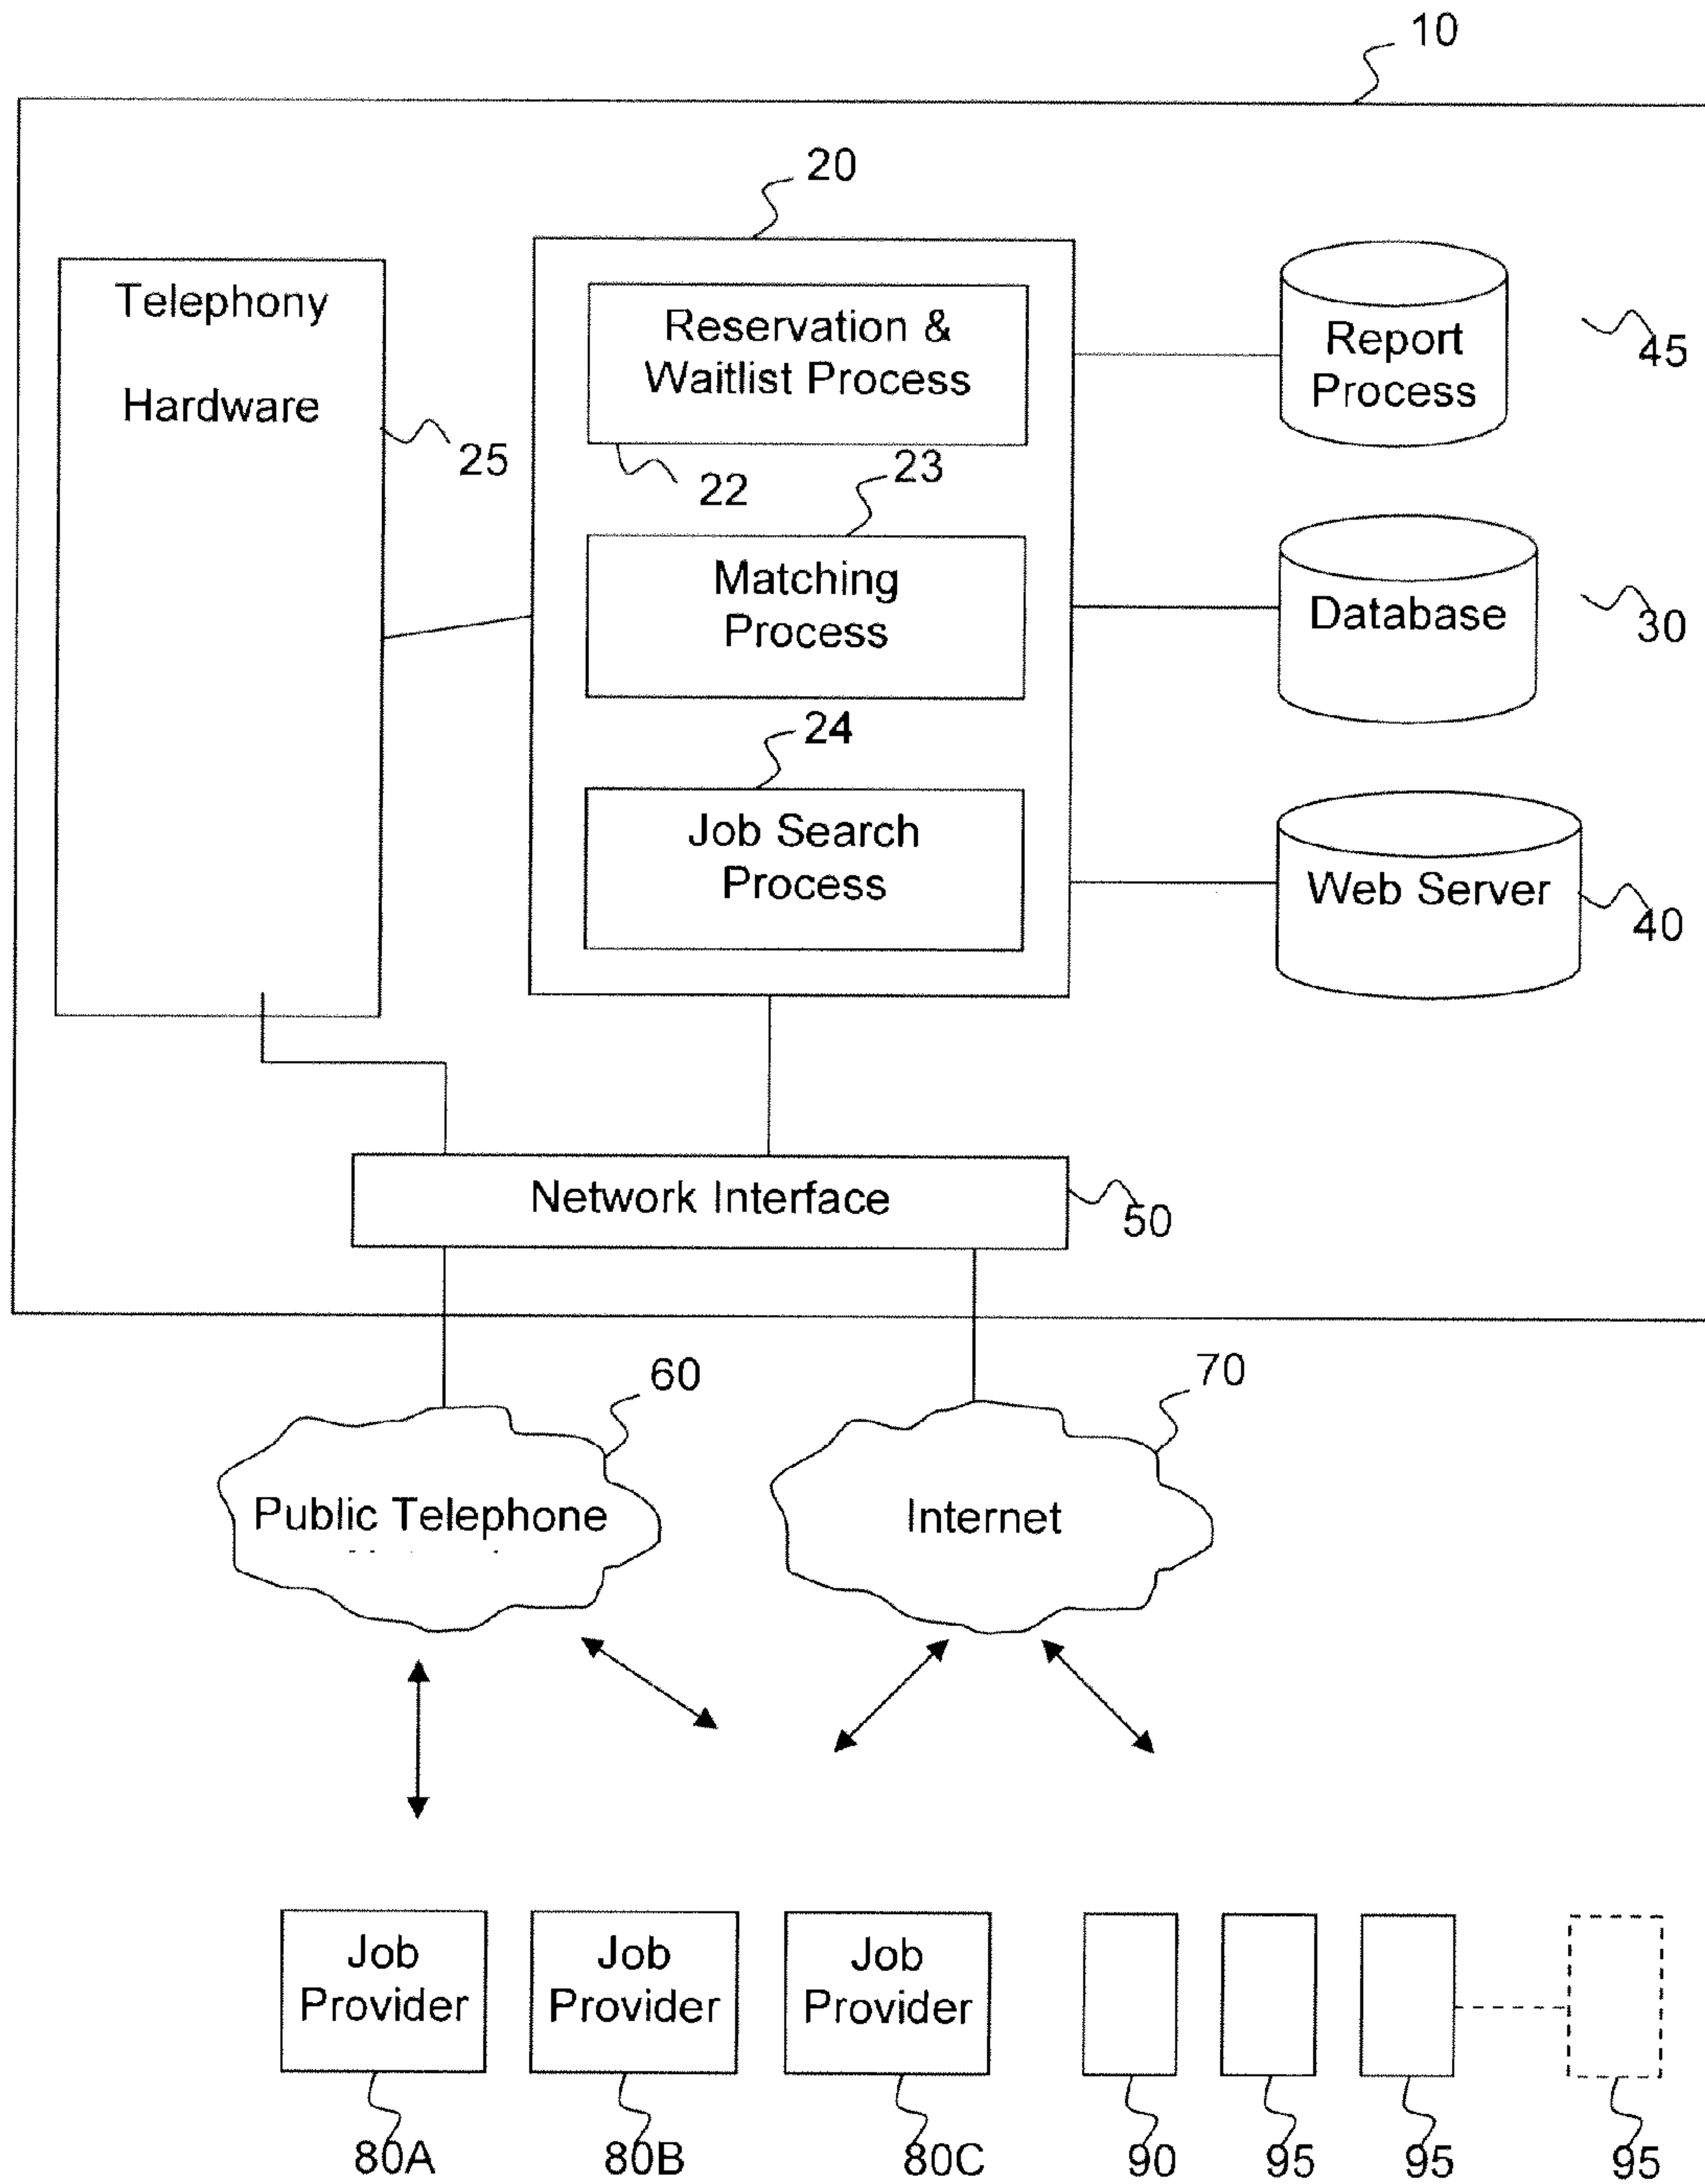 10
20
Telephony
Hardware
25
Reservation &
Waitlist Process
22
23
Matching
Process
24
Job Search
Process
Report
Process
45
Database
30
Web Server
40
Network Interface
50
60
70
Public Telephone
Internet
Job
Provider
Job
Provider
Job
Provider
80A
80B
80C
90
95
95
95